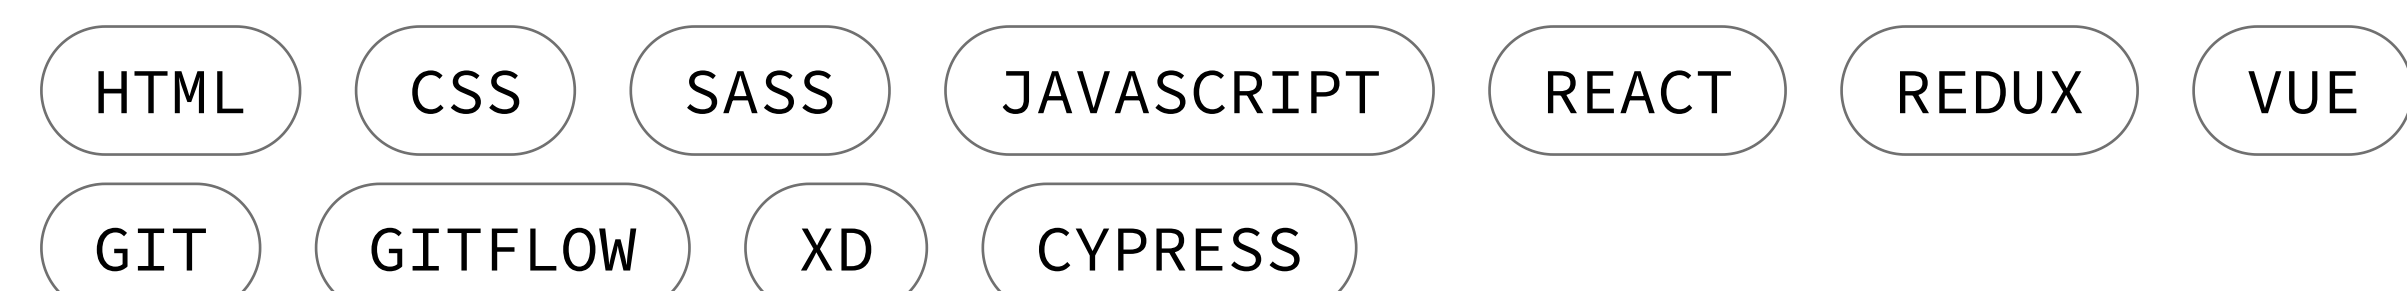 HTML CSS SASS JAVASCRIPT REACT REDUX VUE
GIT GITFLOW XD CYPRESS